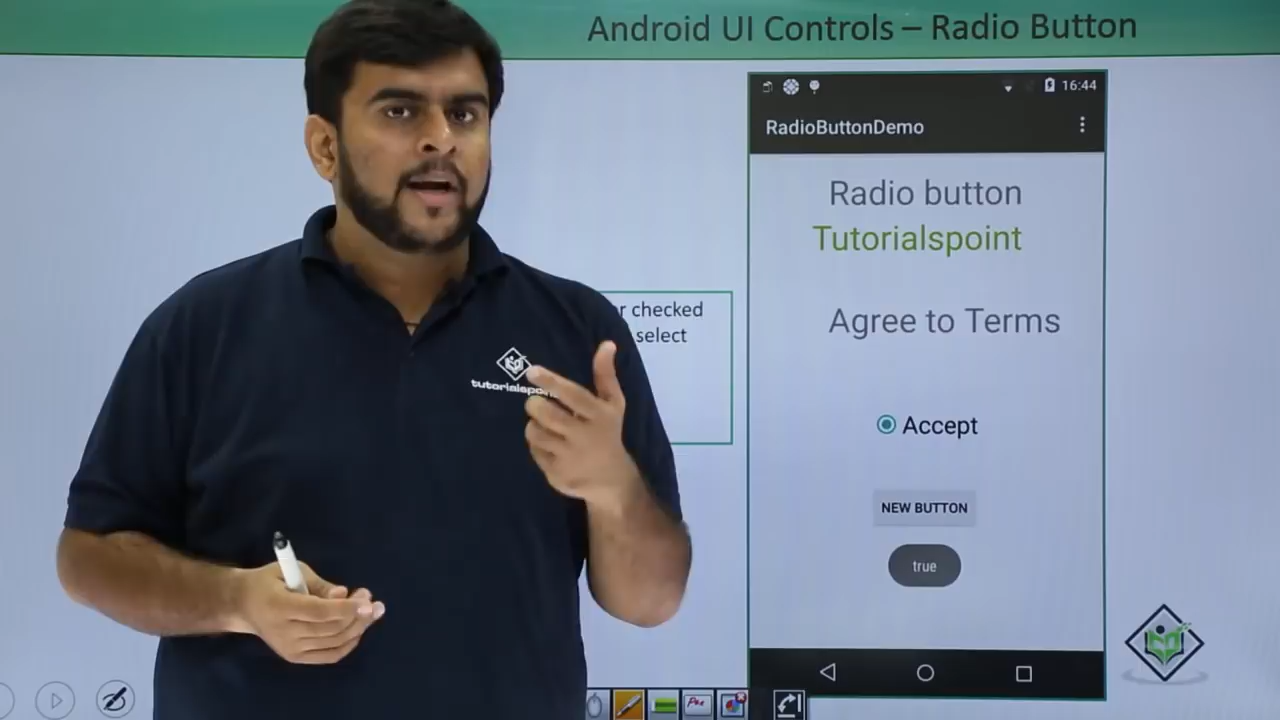 Android UI Controls – Radio Button
16:44
RadioButtonDemo
Radio button
Tutorialspoint
checked
select
Agree to Terms
tutorialspoint
Accept
NEW BUTTON
true
Pen